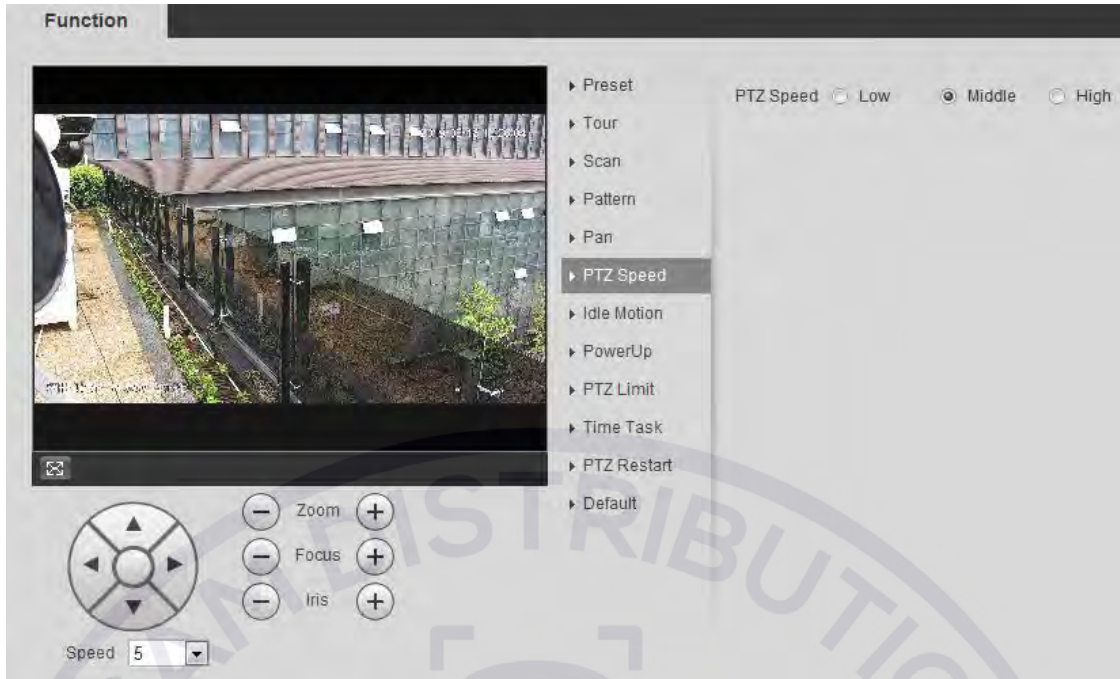 Function
Preset
Tour
Scan
Pattern
Pan
PTZ Speed
Idle Motion
PowerUp
PTZ Limit
Time Task
PTZ Restart
Default
PTZ Speed Low Middle High
Zoom
Focus
Iris
Speed 5
DISTRIBUTIO